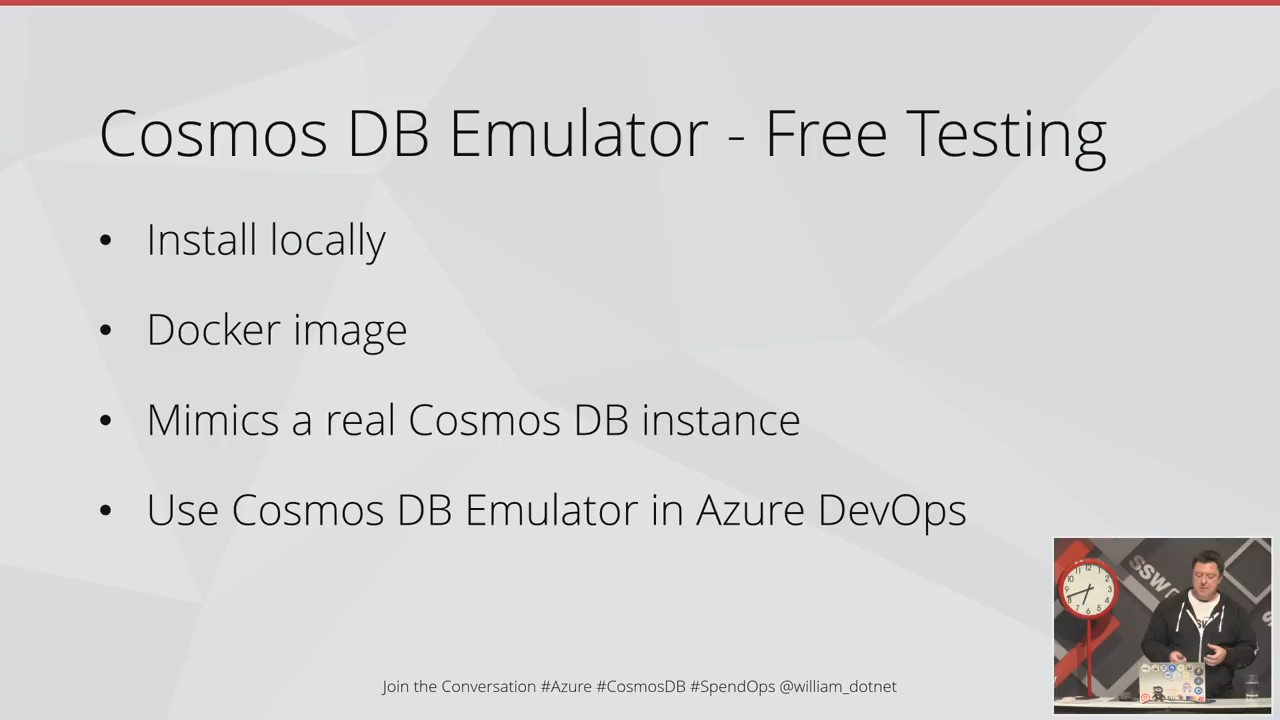 Cosmos DB Emulator - Free Testing
• Install locally
• Docker image
• Mimics a real Cosmos DB instance
• Use Cosmos DB Emulator in Azure DevOps
SSW
Join the Conversation #Azure #CosmosDB #SpendOps @william_dotnet